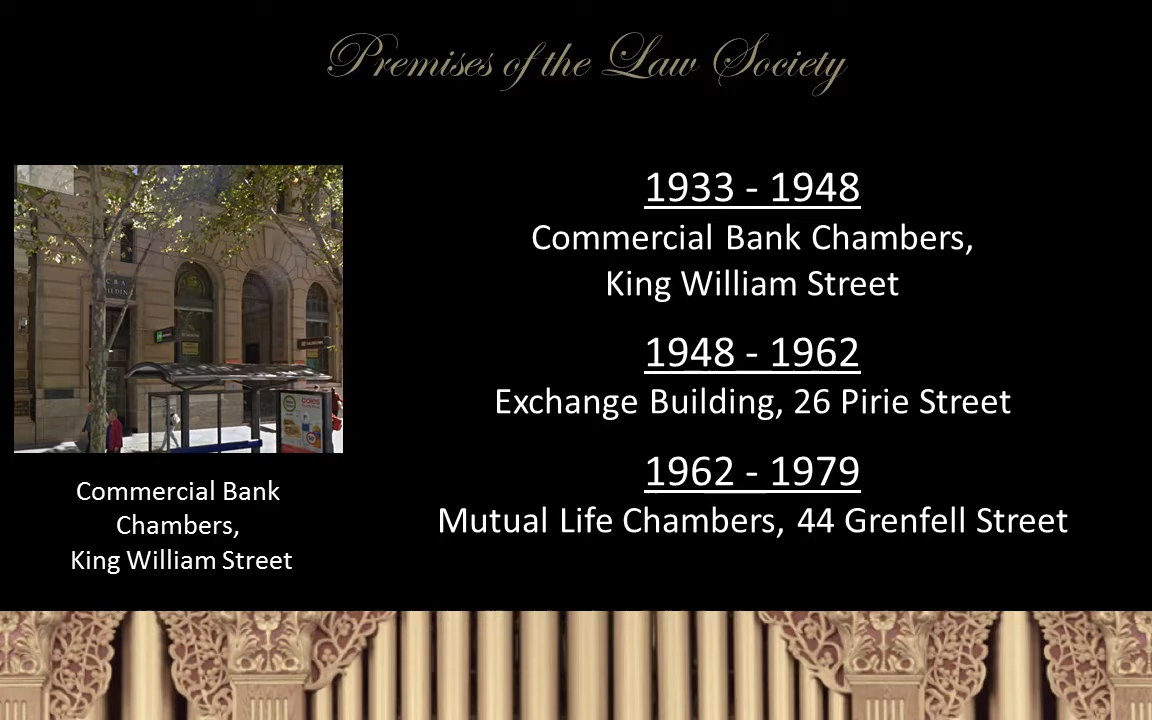 Premises of the Law Society
1933 - 1948
Commercial Bank Chambers,
King William Street
1948 - 1962
Exchange Building, 26 Pirie Street
1962 - 1979
Mutual Life Chambers, 44 Grenfell Street
Commercial Bank
Chambers,
King William Street
coles